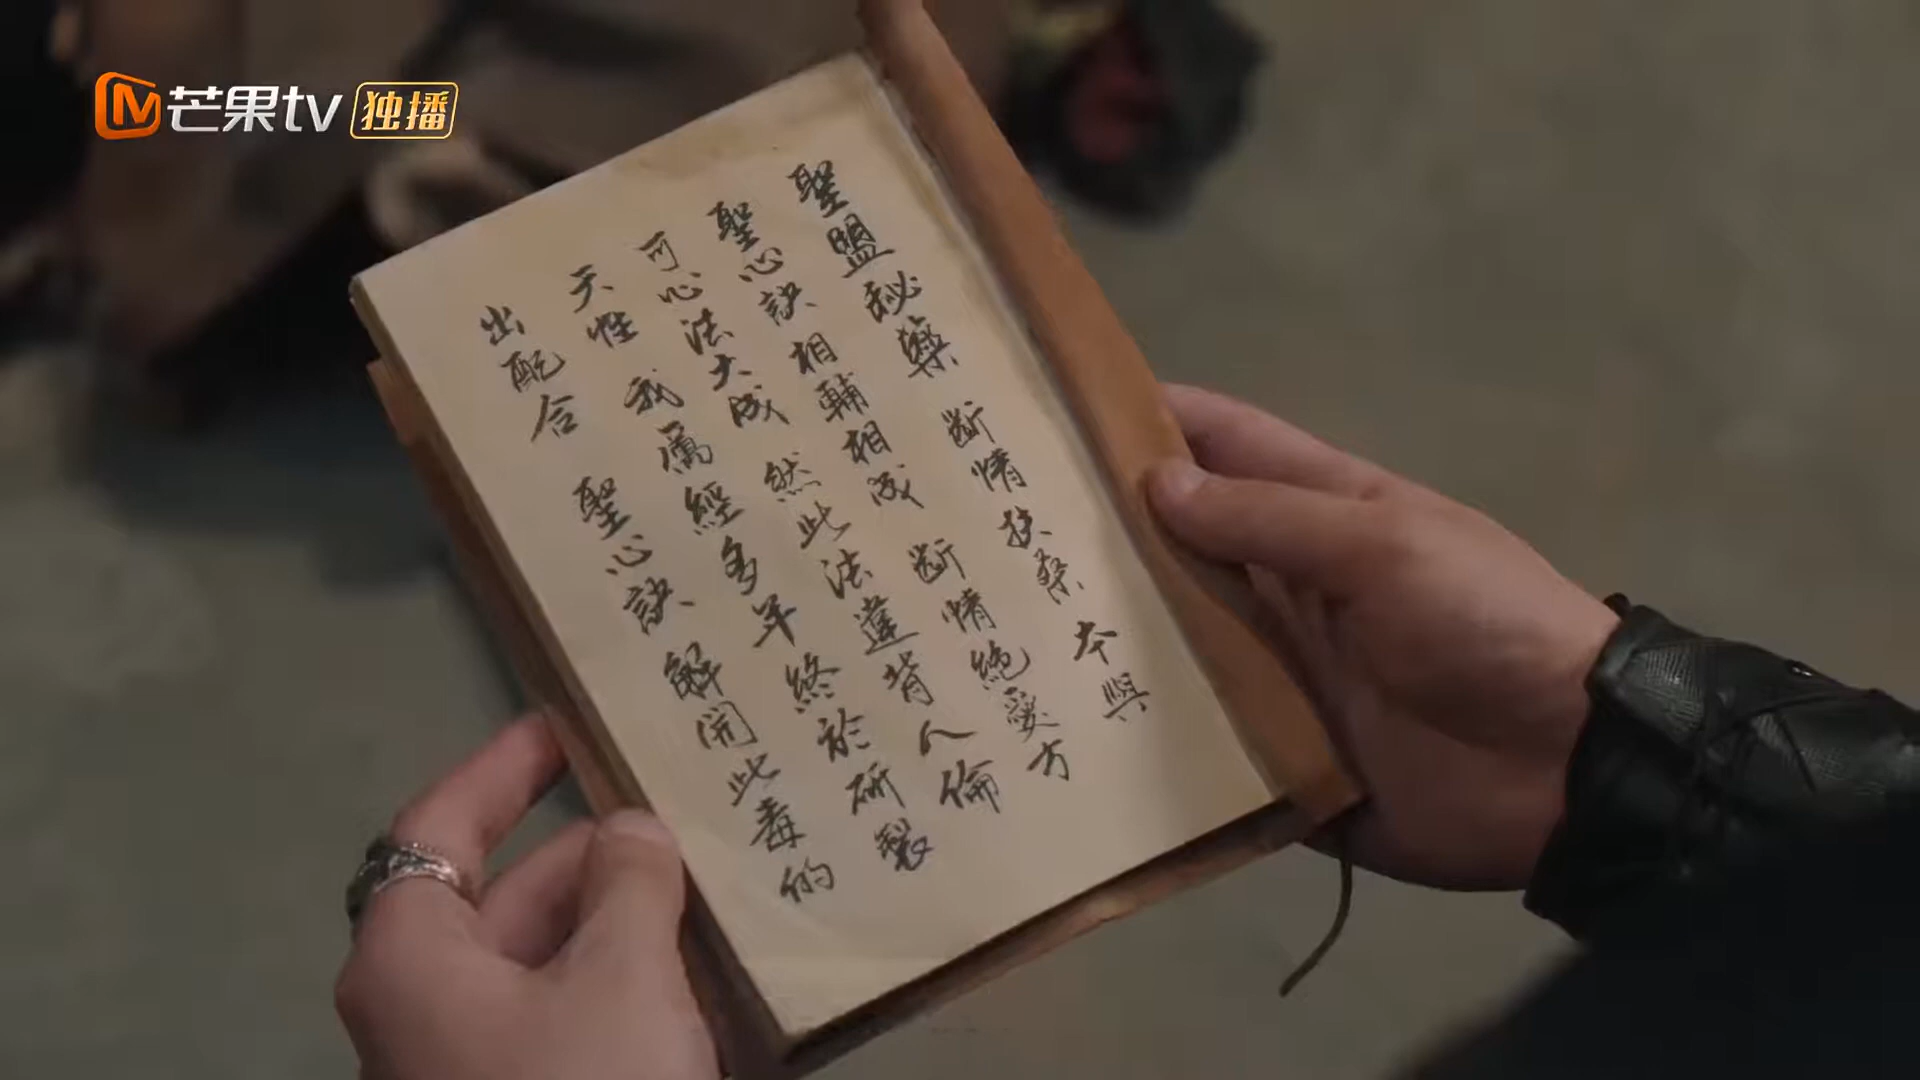 芒果tv 独播
聖盟秘藥 斷情扶桑 本與
聖心訣相輔相成 斷情絕愛方
可心法大成 然此法違背人倫
天性 我屬經多年終於研製
出配合 聖心訣 解開此毒的